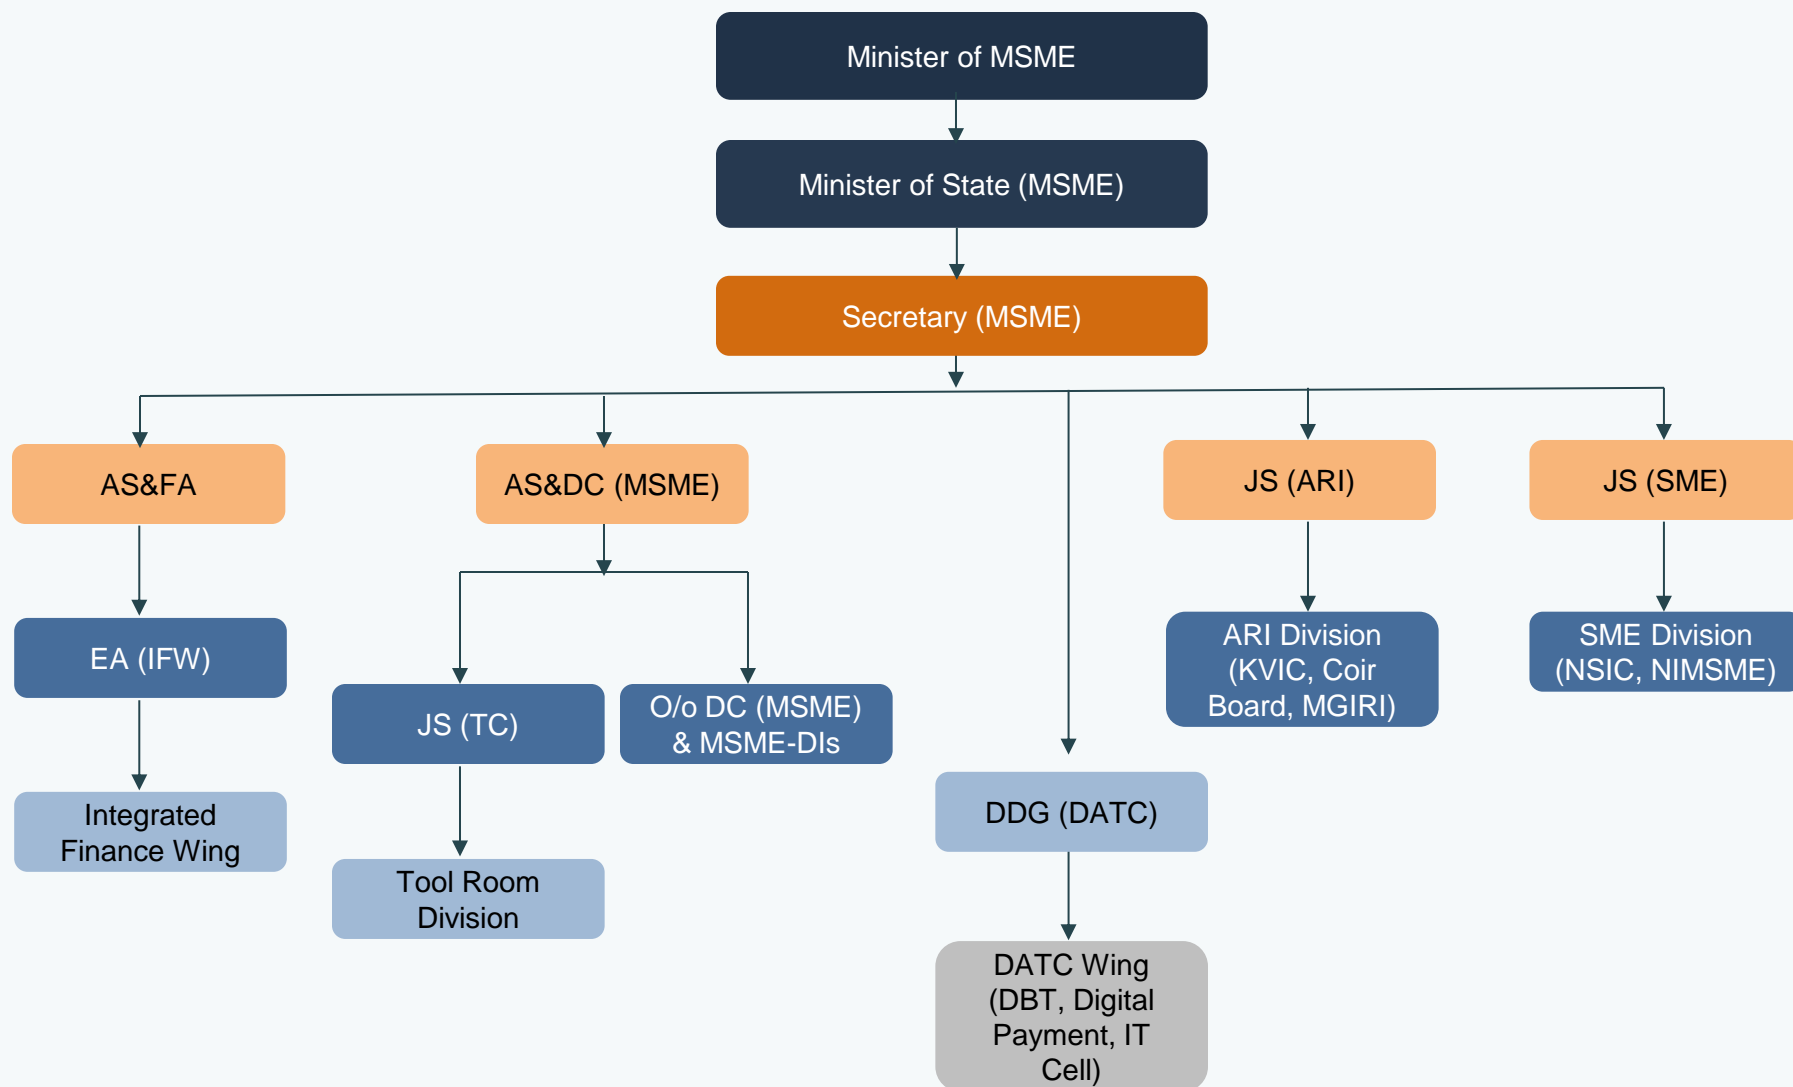 Minister of MSME
Minister of State (MSME)
Secretary (MSME)
AS&FA
AS&DC (MSME)
JS (ARI)
JS (SME)
EA (IFW)
JS (TC)
O/o DC (MSME)
& MSME-DIs
ARI Division
(KVIC, Coir
Board, MGIRI)
SME Division
(NSIC, NIMSME)
Integrated
Finance Wing
Tool Room
Division
DDG (DATC)
DATC Wing
(DBT, Digital
Payment, IT
Cell)